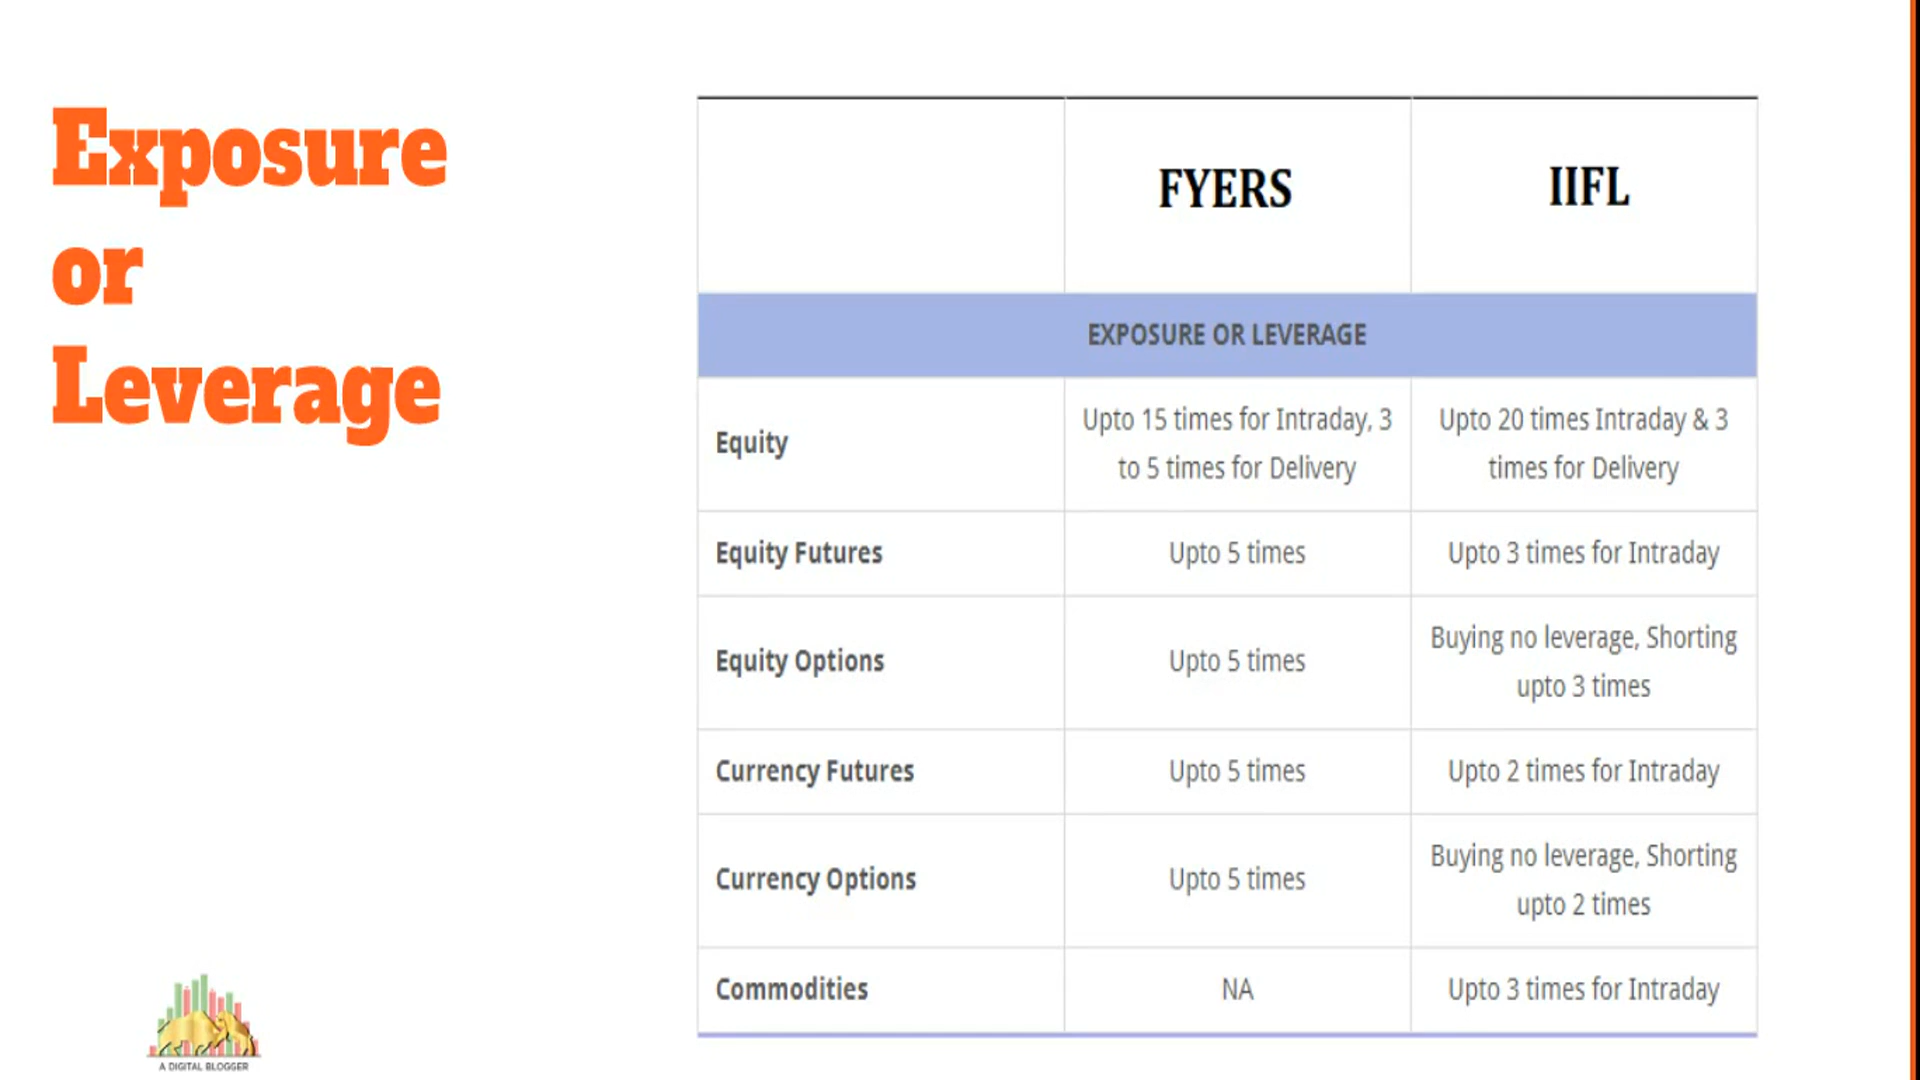 Exposure
or
Leverage
FYERS
IIFL
EXPOSURE OR LEVERAGE
Equity
Upto 15 times for Intraday, 3
to 5 times for Delivery
Upto 20 times Intraday & 3
times for Delivery
Equity Futures
Upto 5 times
Upto 3 times for Intraday
Equity Options
Upto 5 times
Buying no leverage, Shorting
upto 3 times
Currency Futures
Upto 5 times
Upto 2 times for Intraday
Currency Options
Upto 5 times
Buying no leverage, Shorting
upto 2 times
Commodities
NA
Upto 3 times for Intraday
A DIGITAL BLOGGER